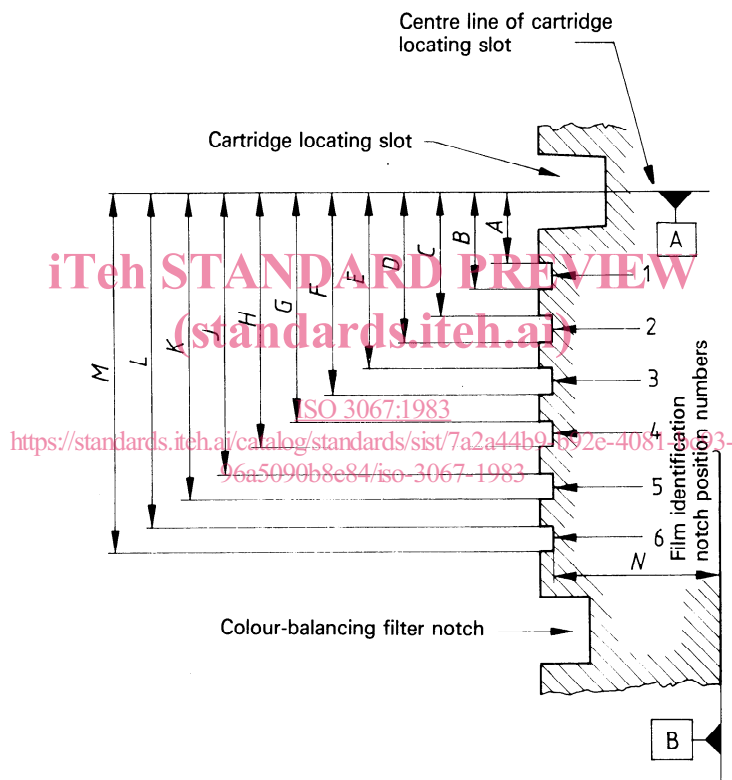 Centre line of cartridge
locating slot
Cartridge locating slot
A
A
B
C
D
E
F
G
H
J
K
L
M
iTeh STANDARD PREVIEW
(standards.iteh.ai)
1
2
3
4
5
6
ISO 3067:1983
https://standards.iteh.ai/catalog/standards/sist/7a2a44b9-b92e-4081-bd93-
96a5090b8e84/iso-3067-1983
Film identification
notch position numbers
N
Colour-balancing filter notch
B